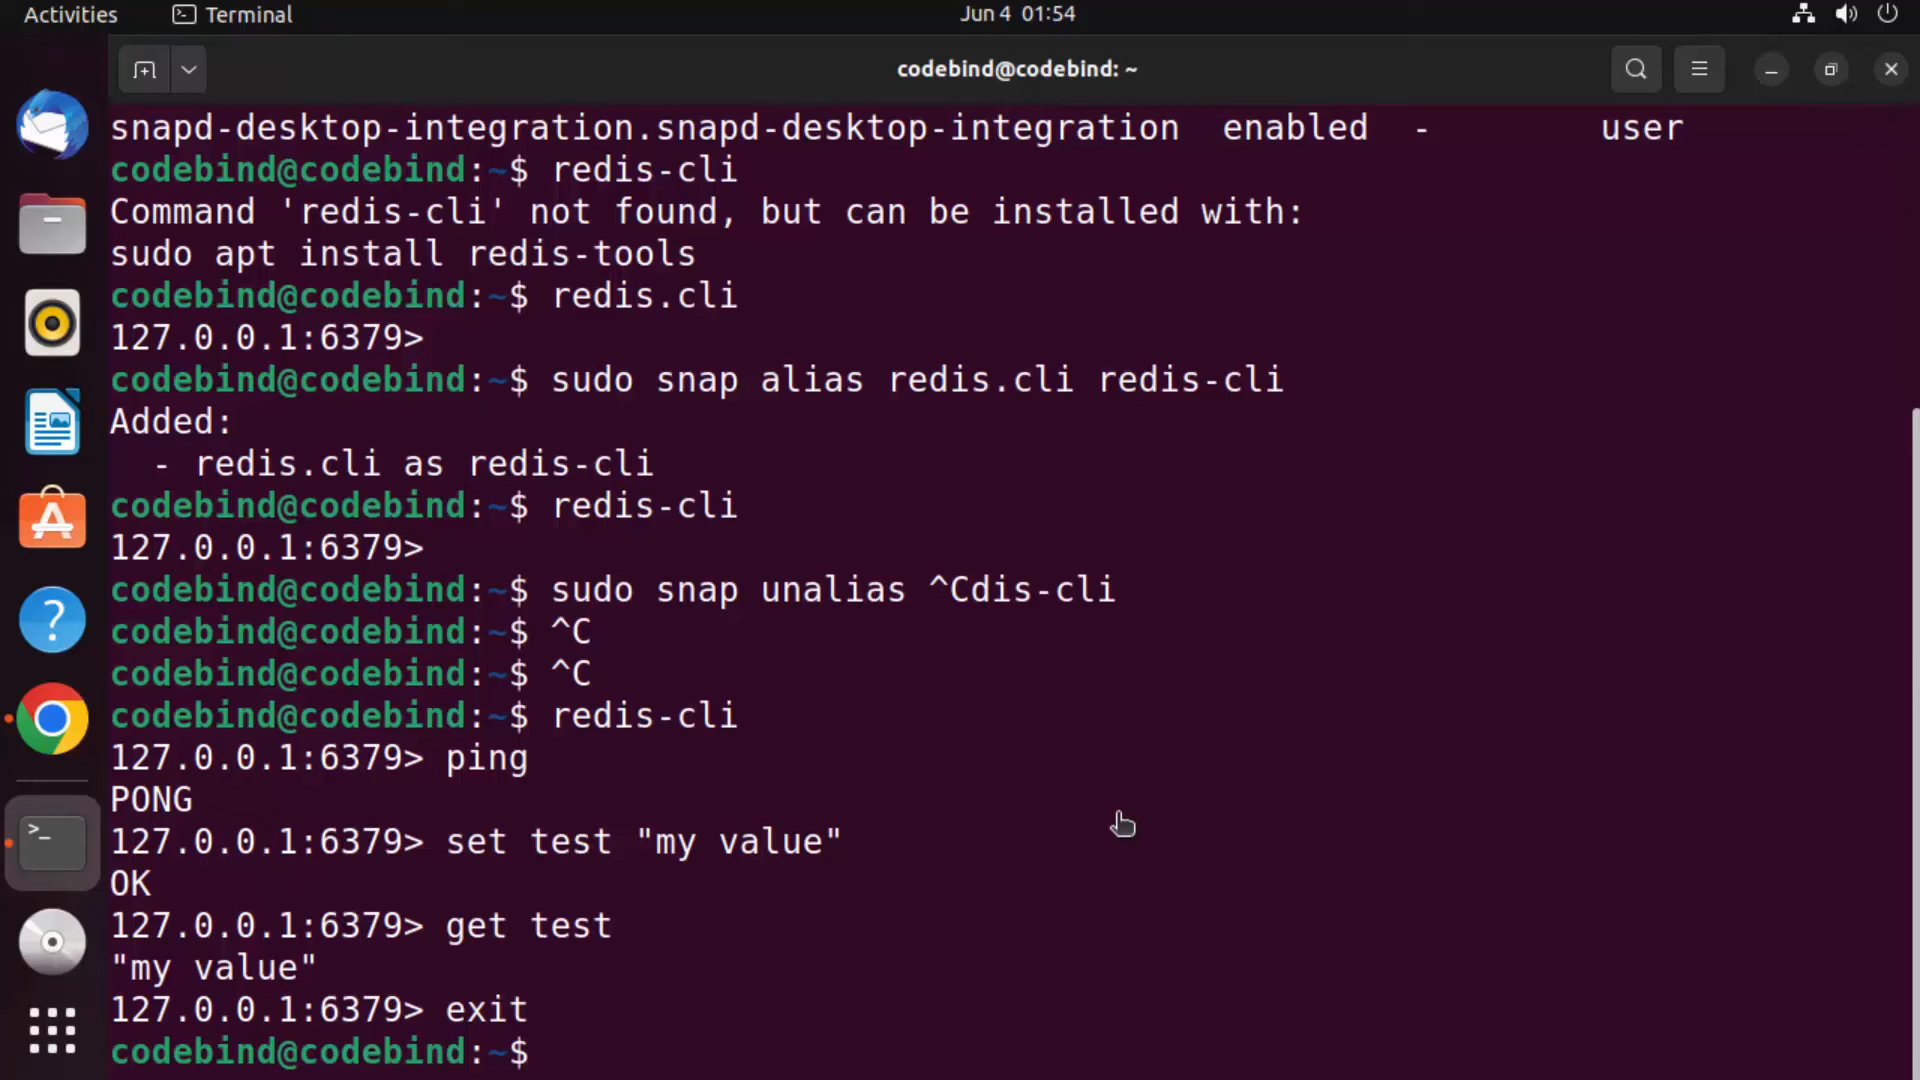 Activities Terminal Jun 4 01:54
codebind@codebind: ~
snapd-desktop-integration.snapd-desktop-integration  enabled  -        user
codebind@codebind:~$ redis-cli
Command 'redis-cli' not found, but can be installed with:
sudo apt install redis-tools
codebind@codebind:~$ redis.cli
127.0.0.1:6379>
codebind@codebind:~$ sudo snap alias redis.cli redis-cli
Added:
  - redis.cli as redis-cli
codebind@codebind:~$ redis-cli
127.0.0.1:6379>
codebind@codebind:~$ sudo snap unalias ^Cdis-cli
codebind@codebind:~$ ^C
codebind@codebind:~$ ^C
codebind@codebind:~$ redis-cli
127.0.0.1:6379> ping
PONG
127.0.0.1:6379> set test "my value"
OK
127.0.0.1:6379> get test
"my value"
127.0.0.1:6379> exit
codebind@codebind:~$